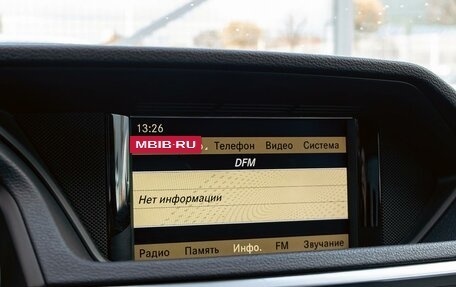 13:26
MBIB·RU Телефон Видео Система
DFM
Нет информации
Радио Память Инфо. FM Звучание